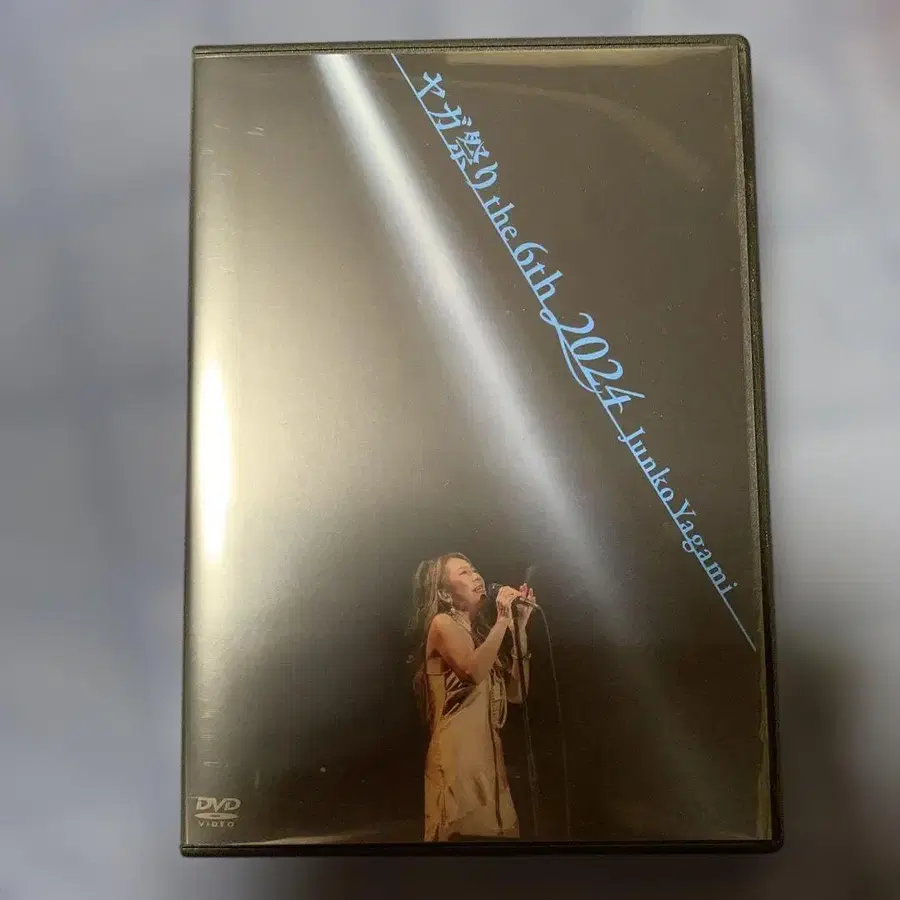 ヤガ祭り the 6th 2024 Junko Yagami
DVD
VIDEO